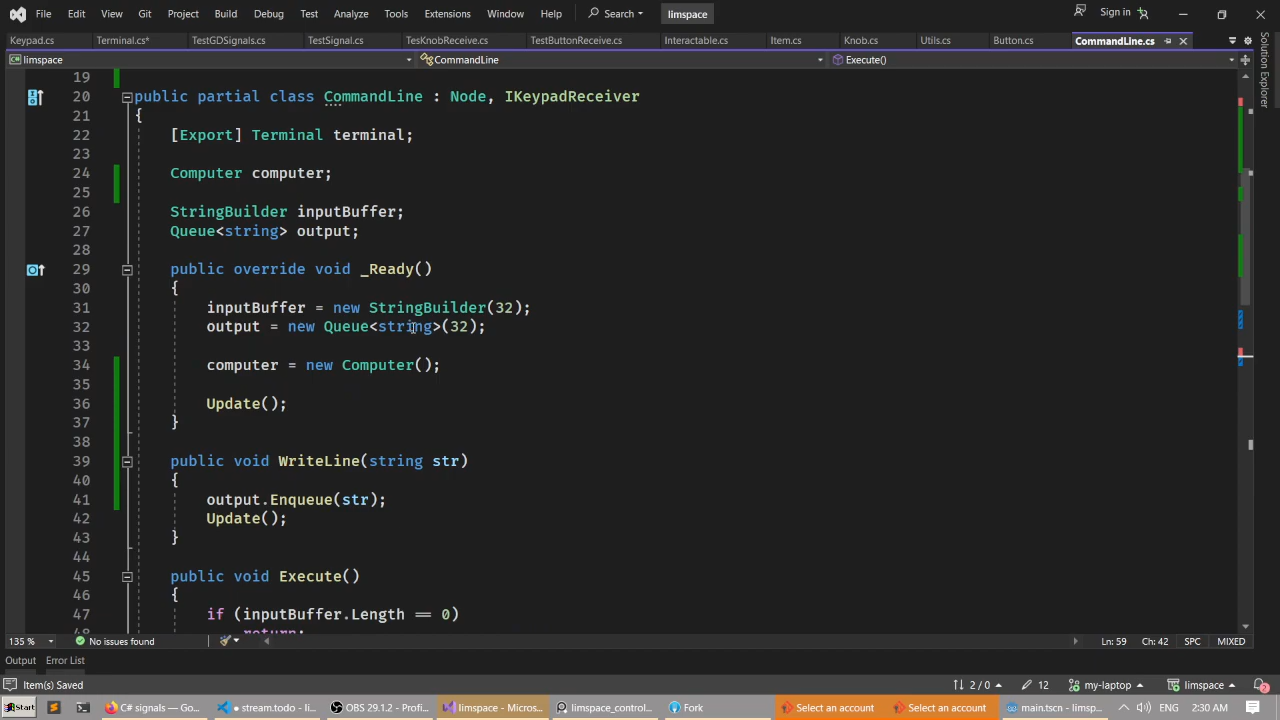 File Edit View Git Project Build Debug Test Analyze Tools Extensions Window Help Search limspace Sign in
Keypad.cs Terminal.cs* TestGDSignals.cs TestSignal.cs TesKnobReceive.cs TestButtonReceive.cs Interactable.cs Item.cs Knob.cs Utils.cs Button.cs CommandLine.cs
limspace CommandLine Execute()
19
20 public partial class CommandLine : Node, IKeypadReceiver
21 {
22 [Export] Terminal terminal;
23
24 Computer computer;
25
26 StringBuilder inputBuffer;
27 Queue<string> output;
28
29 public override void _Ready()
30 {
31 inputBuffer = new StringBuilder(32);
32 output = new Queue<string>(32);
33
34 computer = new Computer();
35
36 Update();
37 }
38
39 public void WriteLine(string str)
40 {
41 output.Enqueue(str);
42 Update();
43 }
44
45 public void Execute()
46 {
47 if (inputBuffer.Length == 0)
48 return;
135 % No issues found Ln: 59 Ch: 42 SPC MIXED
Output Error List
Item(s) Saved 2 / 0 12 my-laptop limspace 2
Start C# signals — Go... stream.todo - li... OBS 29.1.2 - Profi... limspace - Micros... limspace_control... Fork Select an account Select an account main.tscn - limsp... ENG 2:30 AM
Solution Explorer